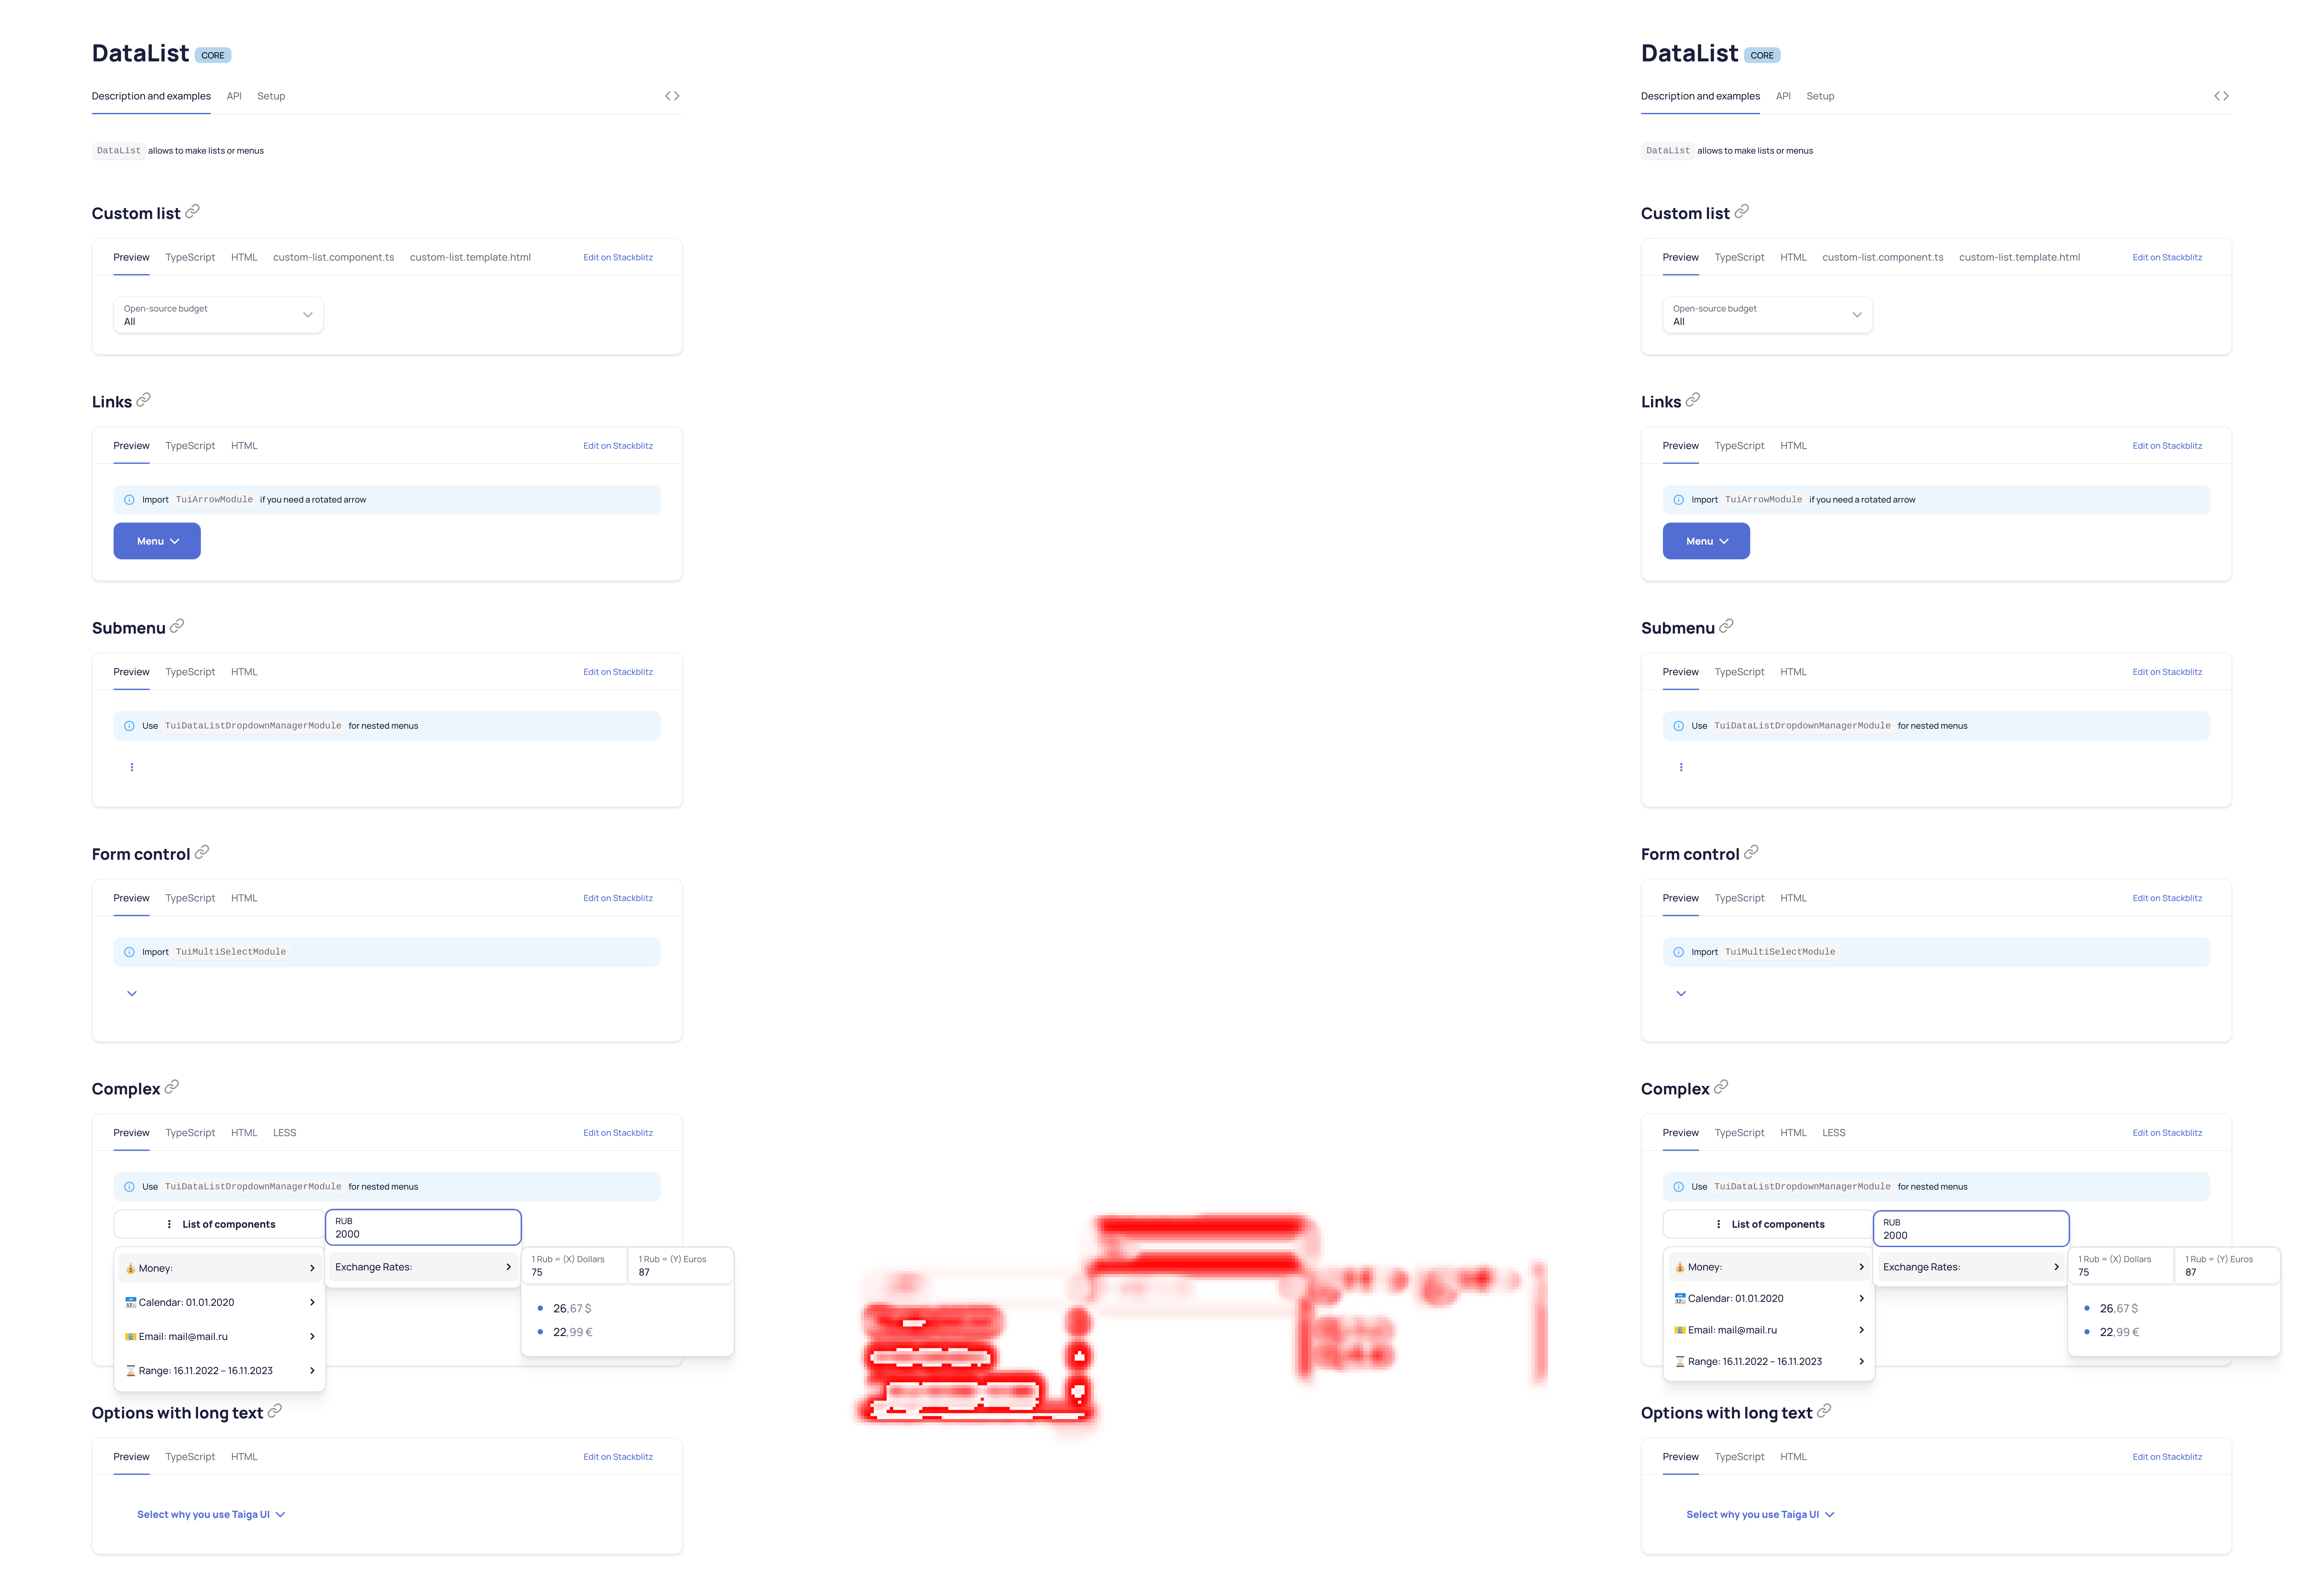 DataList CORE
Description and examples API Setup
DataList allows to make lists or menus
Custom list
Preview TypeScript HTML custom-list.component.ts custom-list.template.html Edit on Stackblitz
Open-source budget
All
Links
Preview TypeScript HTML Edit on Stackblitz
Import TuiArrowModule if you need a rotated arrow
Menu
Submenu
Preview TypeScript HTML Edit on Stackblitz
Use TuiDataListDropdownManagerModule for nested menus
Form control
Preview TypeScript HTML Edit on Stackblitz
Import TuiMultiSelectModule
Complex
Preview TypeScript HTML LESS Edit on Stackblitz
Use TuiDataListDropdownManagerModule for nested menus
List of components
RUB
2000
Money:
Exchange Rates:
1 Rub = (X) Dollars
75
1 Rub = (Y) Euros
87
Calendar: 01.01.2020
26,67 $
Email: mail@mail.ru
22,99 €
Range: 16.11.2022 – 16.11.2023
Options with long text
Preview TypeScript HTML Edit on Stackblitz
Select why you use Taiga UI
DataList CORE
Description and examples API Setup
DataList allows to make lists or menus
Custom list
Preview TypeScript HTML custom-list.component.ts custom-list.template.html Edit on Stackblitz
Open-source budget
All
Links
Preview TypeScript HTML Edit on Stackblitz
Import TuiArrowModule if you need a rotated arrow
Menu
Submenu
Preview TypeScript HTML Edit on Stackblitz
Use TuiDataListDropdownManagerModule for nested menus
Form control
Preview TypeScript HTML Edit on Stackblitz
Import TuiMultiSelectModule
Complex
Preview TypeScript HTML LESS Edit on Stackblitz
Use TuiDataListDropdownManagerModule for nested menus
List of components
RUB
2000
Money:
Exchange Rates:
1 Rub = (X) Dollars
75
1 Rub = (Y) Euros
87
Calendar: 01.01.2020
26,67 $
Email: mail@mail.ru
22,99 €
Range: 16.11.2022 – 16.11.2023
Options with long text
Preview TypeScript HTML Edit on Stackblitz
Select why you use Taiga UI